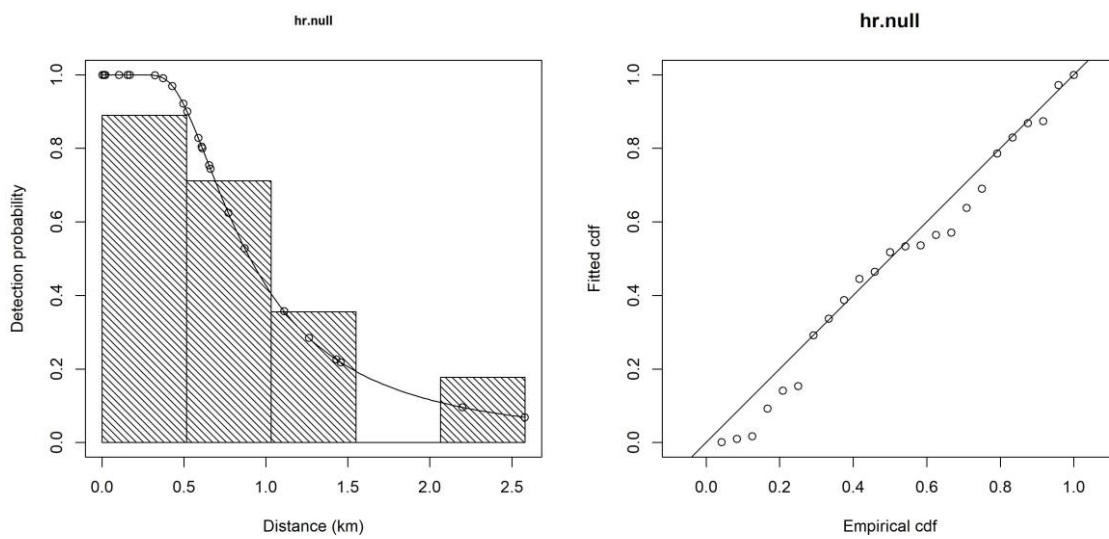 hr.null
Detection probability
1.0
0.8
0.6
0.4
0.2
0.0
0.0 0.5 1.0 1.5 2.0 2.5
Distance (km)
hr.null
Fitted cdf
1.0
0.8
0.6
0.4
0.2
0.0
0.0 0.2 0.4 0.6 0.8 1.0
Empirical cdf